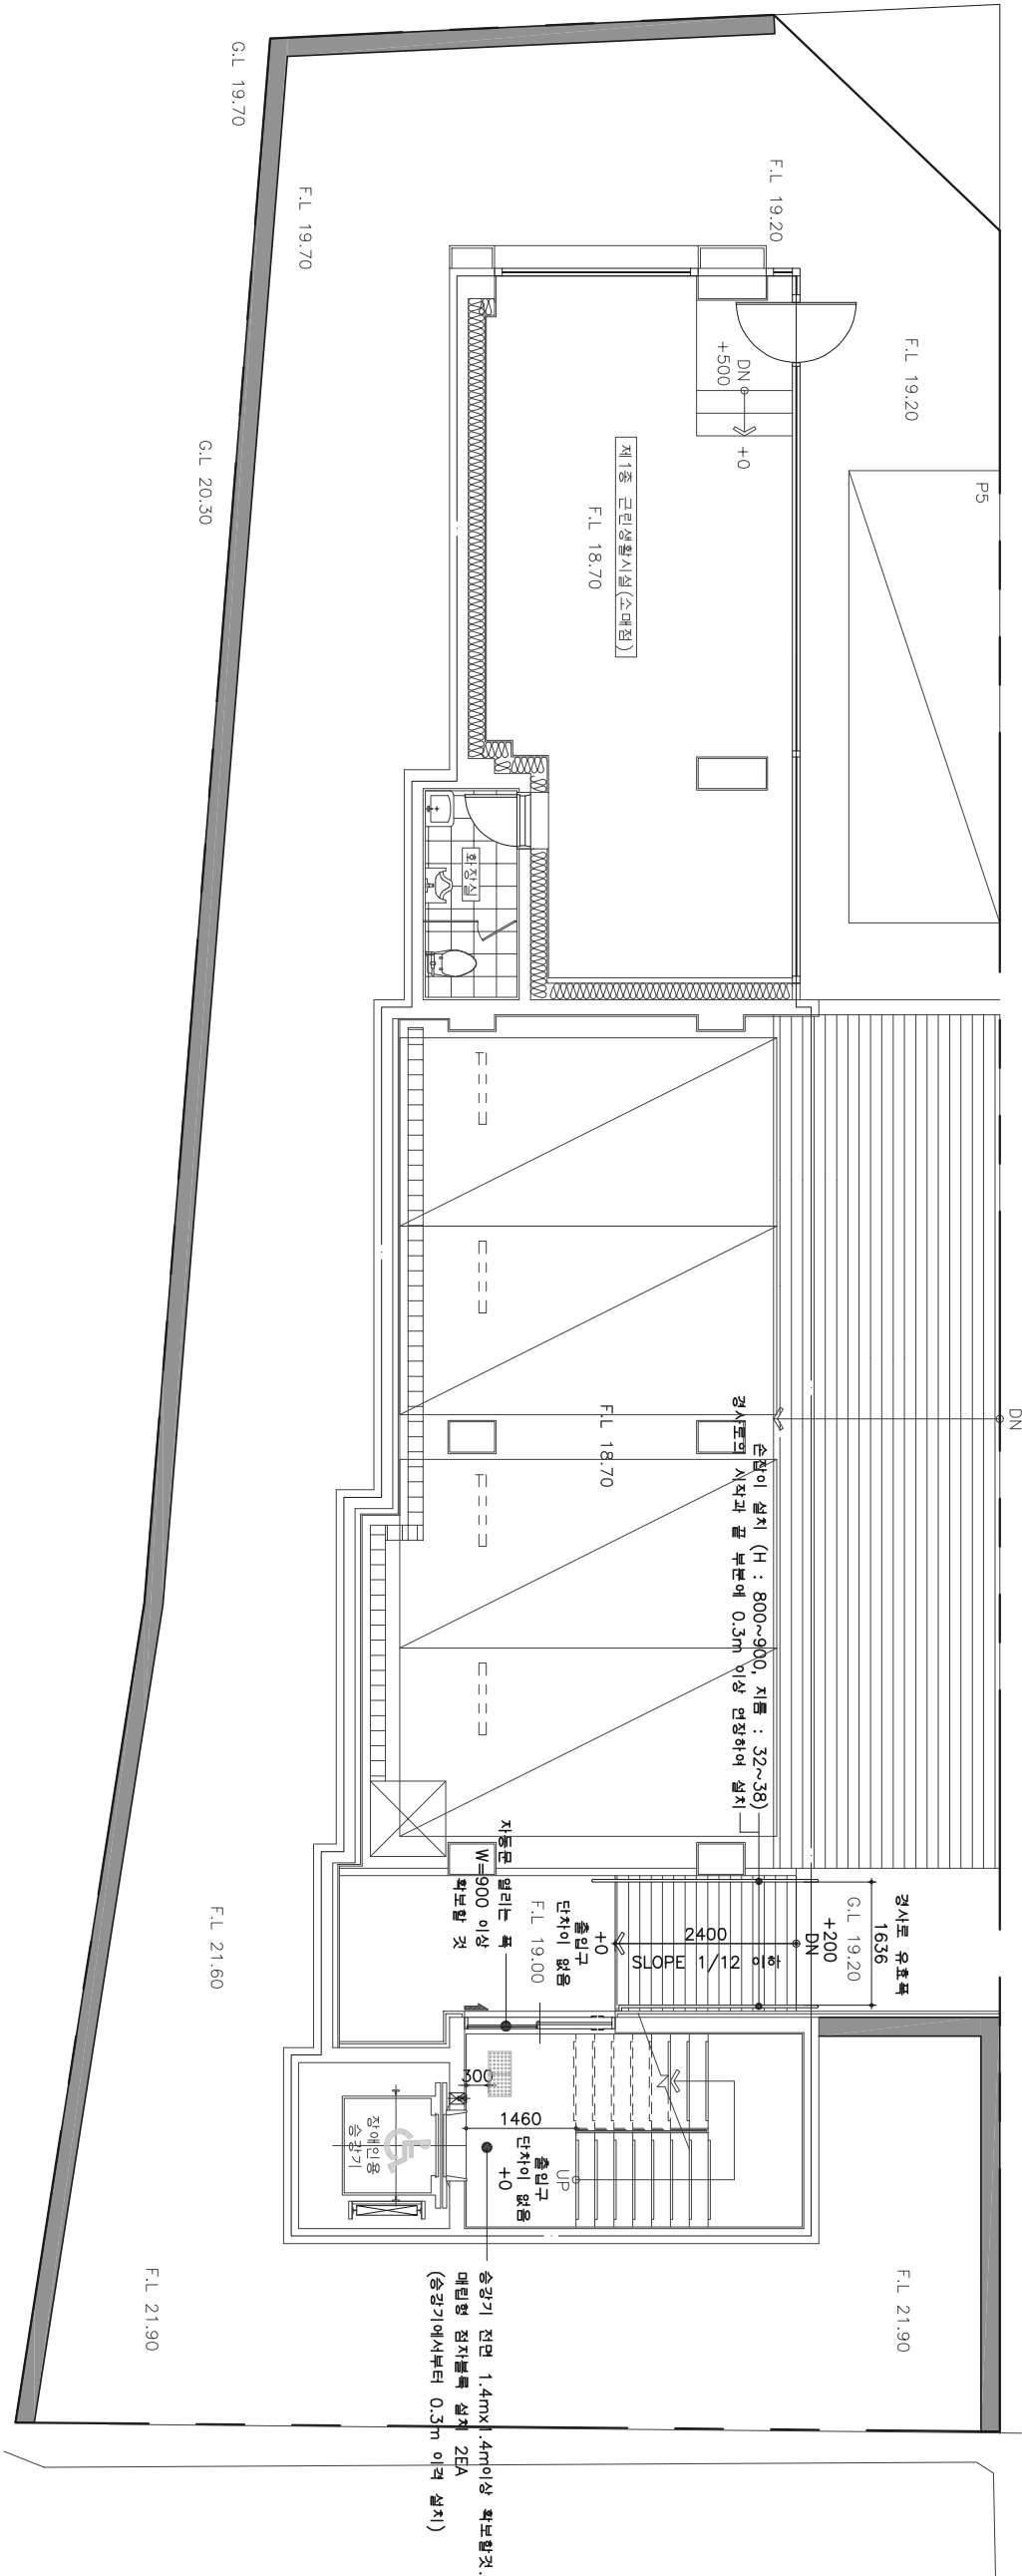 G.L 19.70
F.L 19.70
F.L 19.20
F.L 19.20
DN
+500
+0
P5
제1종 근린생활시설(소매점)
F.L 18.70
G.L 20.30
화장실
DN
F.L 18.70
손잡이 설치 (H : 800~900, 지름 : 32~38)
경사로의 시작과 끝 부분에 0.3m 이상 연장하여 설치
경사로 유효폭
1636
G.L 19.20
+200
DN
2400
SLOPE 1/12 이하
+0
출입구
단차이 없음
F.L 19.00
자동문 열리는 폭
W=900 이상
확보할 것
F.L 21.60
300
1460
출입구
단차이 없음
+0
UP
장애인용
승강기
승강기 전면 1.4mx1.4m이상 확보할것.
매립형 점자블록 설치 2EA
(승강기에서부터 0.3m 이격 설치)
F.L 21.90
F.L 21.90